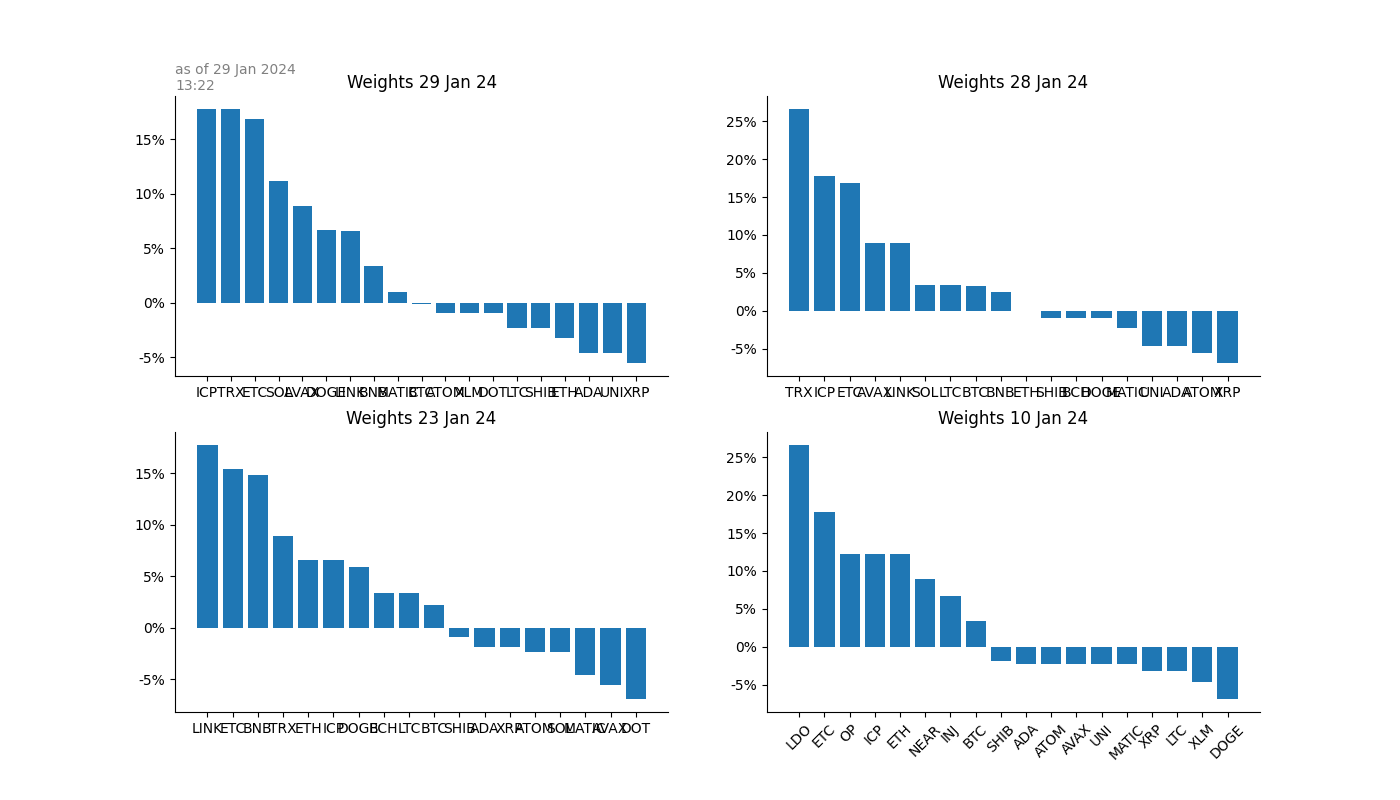 as of 29 Jan 2024
13:22
Weights 29 Jan 24
15%
10%
5%
0%
-5%
ICP TRX ETC SOL AVAX DOGE LINK BNB MATIC BTC ATOM XLM DOT LTC SHIB ETH ADA UNI XRP
Weights 28 Jan 24
25%
20%
15%
10%
5%
0%
-5%
TRX ICP ETC AVAX LINK SOL LTC BTC BNB ETH SHIB BCH DOGE MATIC UNI ADA ATOM XRP
Weights 23 Jan 24
15%
10%
5%
0%
-5%
LINK ETC BNB TRX ETH ICP DOGE BCH LTC BTC SHIB ADA XRP ATOM SOL MATIC AVAX DOT
Weights 10 Jan 24
25%
20%
15%
10%
5%
0%
-5%
LDO ETC OP ICP ETH NEAR INJ BTC SHIB ADA ATOM AVAX UNI MATIC XRP LTC XLM DOGE